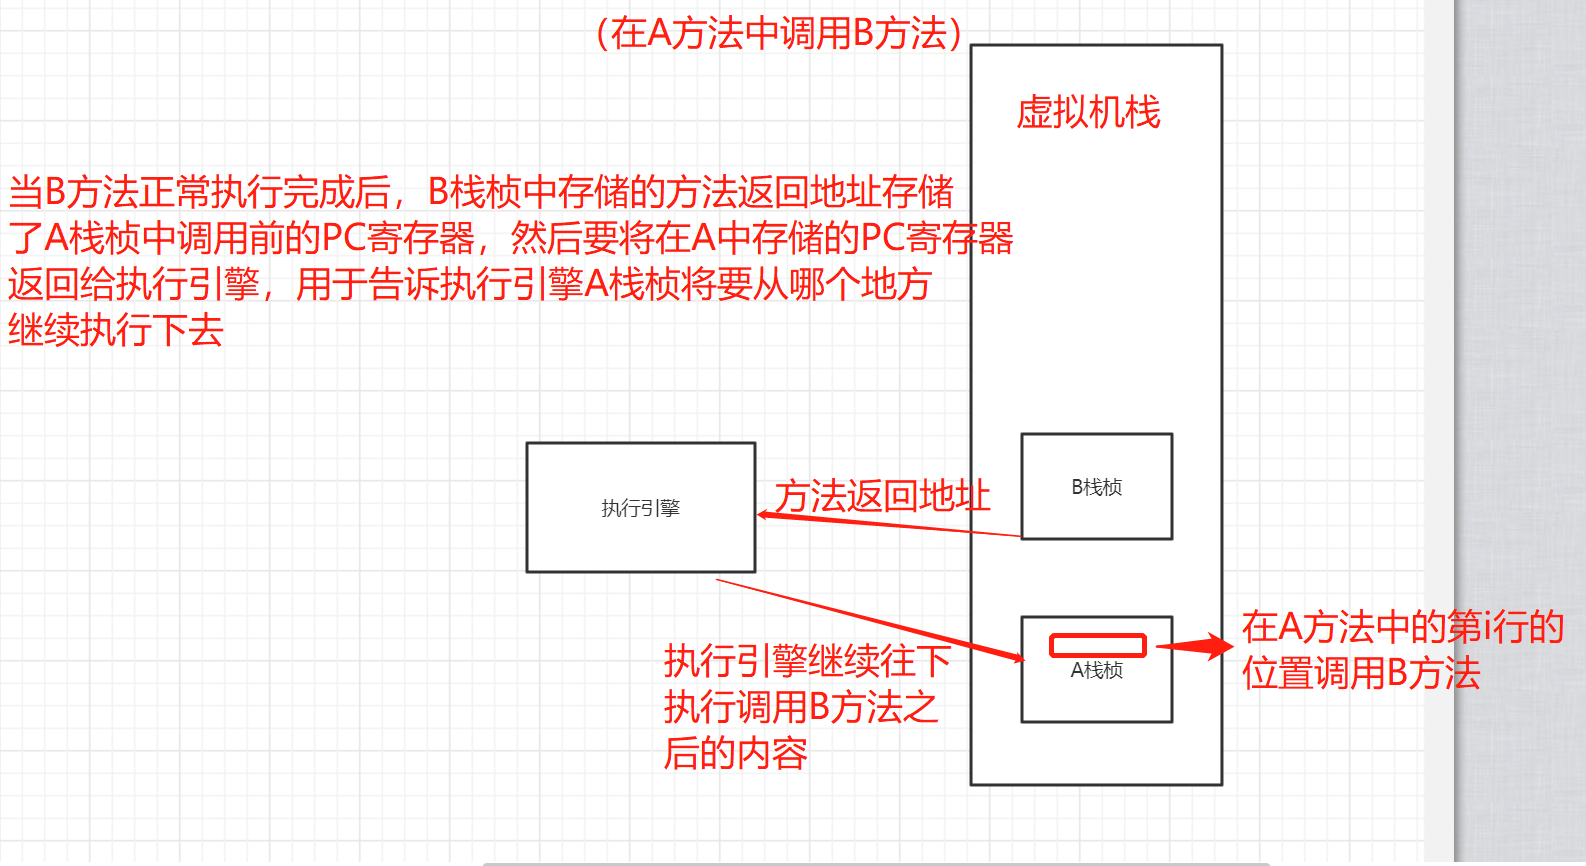 （在A方法中调用B方法）
虚拟机栈
当B方法正常执行完成后，B栈桢中存储的方法返回地址存储
了A栈桢中调用前的PC寄存器，然后要将在A中存储的PC寄存器
返回给执行引擎，用于告诉执行引擎A栈桢将要从哪个地方
继续执行下去
执行引擎
方法返回地址
B栈桢
A栈桢
在A方法中的第i行的
位置调用B方法
执行引擎继续往下
执行调用B方法之
后的内容